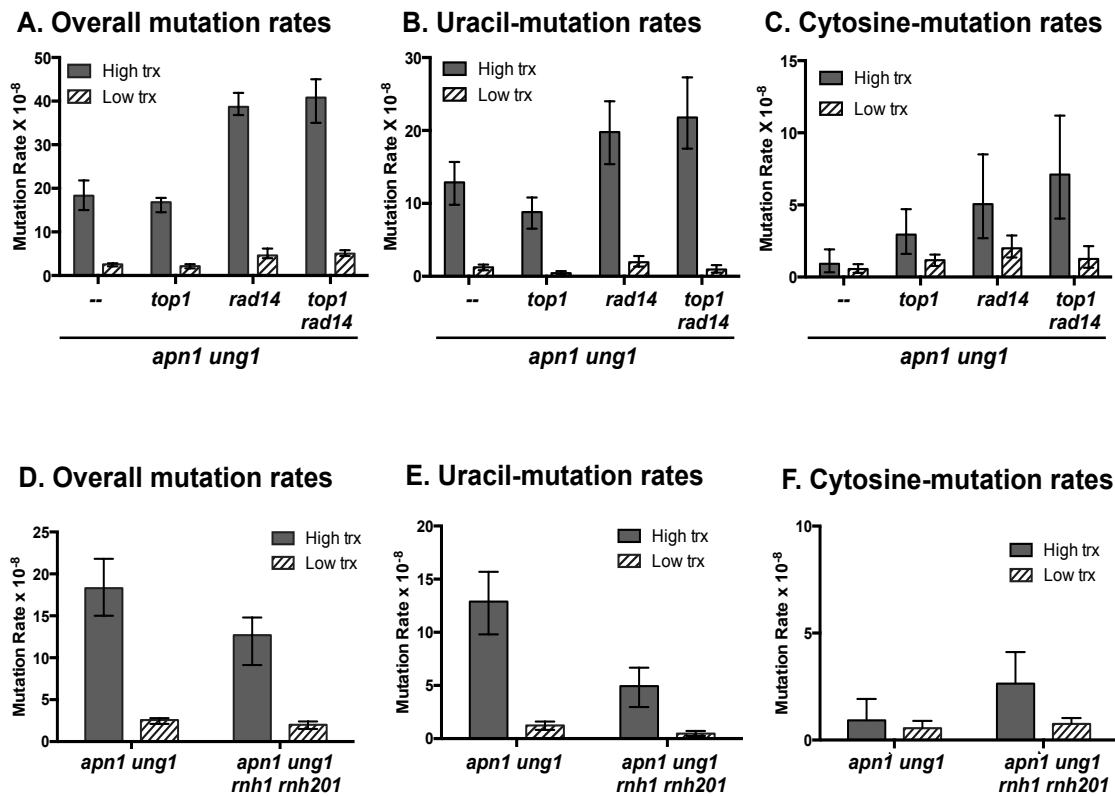 A. Overall mutation rates
Mutation Rate X 10-8
50
40
30
20
10
0
High trx
Low trx
-- top1 rad14 top1
rad14
apn1 ung1
B. Uracil-mutation rates
Mutation Rate X 10-8
30
20
10
0
High trx
Low trx
-- top1 rad14 top1
rad14
apn1 ung1
C. Cytosine-mutation rates
Mutation Rate X 10-8
15
10
5
0
High trx
Low trx
-- top1 rad14 top1
rad14
apn1 ung1
D. Overall mutation rates
Mutation Rate x 10-8
25
20
15
10
5
0
High trx
Low trx
apn1 ung1 apn1 ung1
rnh1 rnh201
E. Uracil-mutation rates
Mutation Rate x 10-8
20
15
10
5
0
High trx
Low trx
apn1 ung1 apn1 ung1
rnh1 rnh201
F. Cytosine-mutation rates
Mutation Rate x 10-8
10
5
0
High trx
Low trx
apn1 ung1 apn1 ung1
rnh1 rnh201